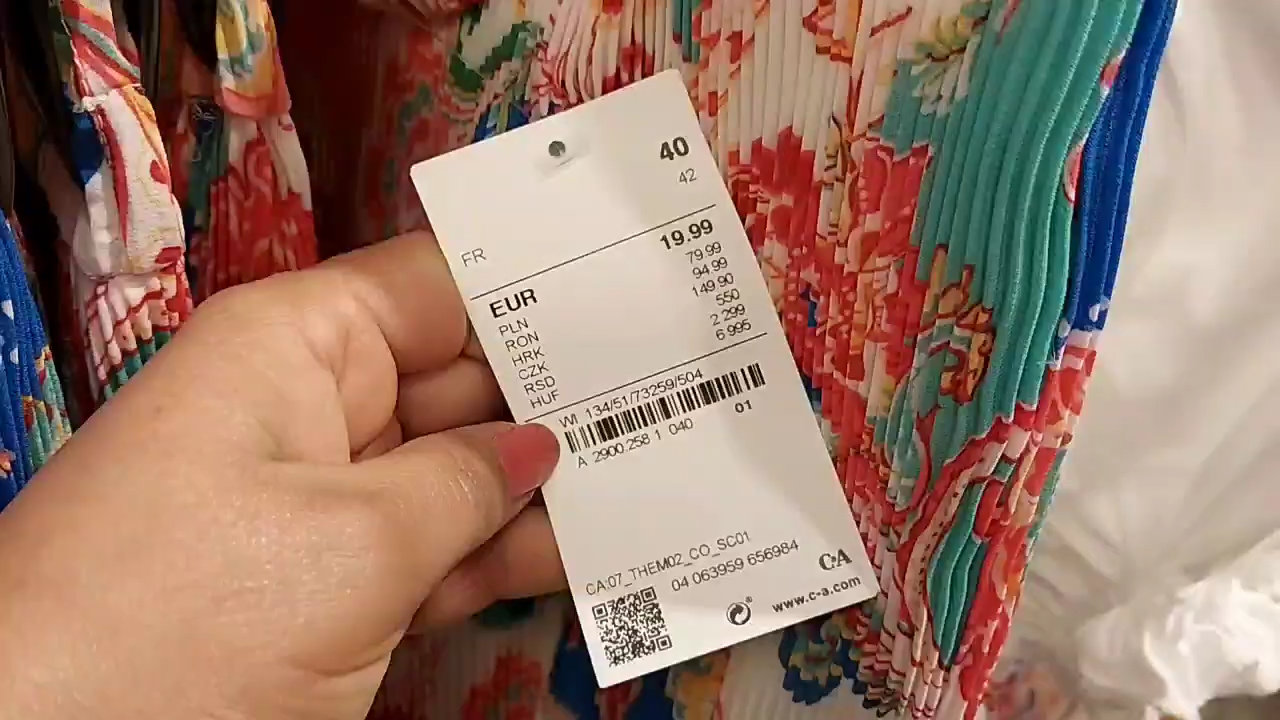 40
FR 42
EUR 19.99
PLN 79.99
RON 94.99
HRK 149.90
CZK 550
RSD 2 299
HUF 6 995
WI 134/51/73259/504
01
A 2900.258 1 040
CA:07_THEM02_CO_SC01
04 063959 656984
C&A
www.c-a.com